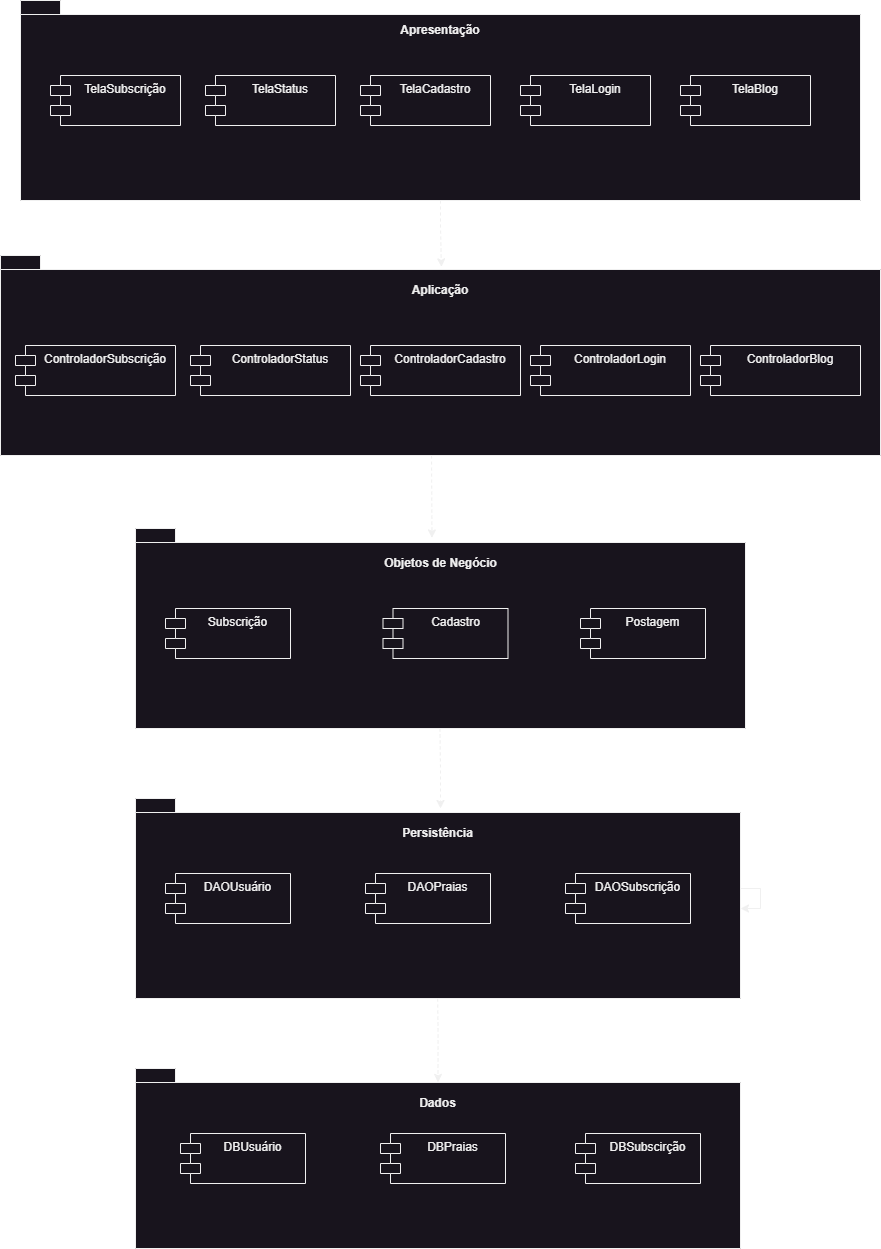 Apresentação
TelaSubscrição
TelaStatus
TelaCadastro
TelaLogin
TelaBlog
Aplicação
ControladorSubscrição
ControladorStatus
ControladorCadastro
ControladorLogin
ControladorBlog
Objetos de Negócio
Subscrição
Cadastro
Postagem
Persistência
DAOUsuário
DAOPraias
DAOSubscrição
Dados
DBUsuário
DBPraias
DBSubscirção